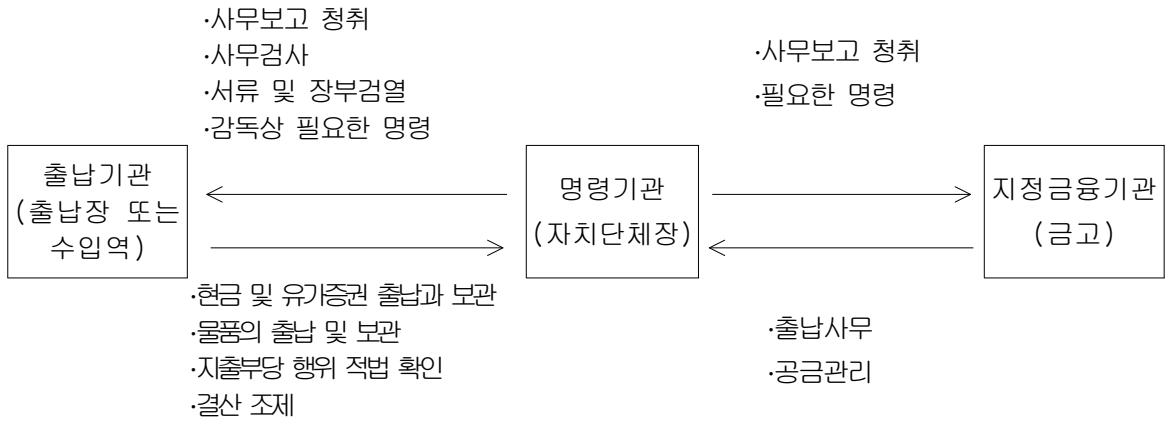 ·사무보고 청취
·사무검사
·서류 및 장부검열
·감독상 필요한 명령
·사무보고 청취
·필요한 명령
출납기관
(출납장 또는
수입역)
명령기관
(자치단체장)
지정금융기관
(금고)
·현금 및 유가증권 출납과 보관
·물품의 출납 및 보관
·지출부당 행위 적법 확인
·결산 조제
·출납사무
·공금관리